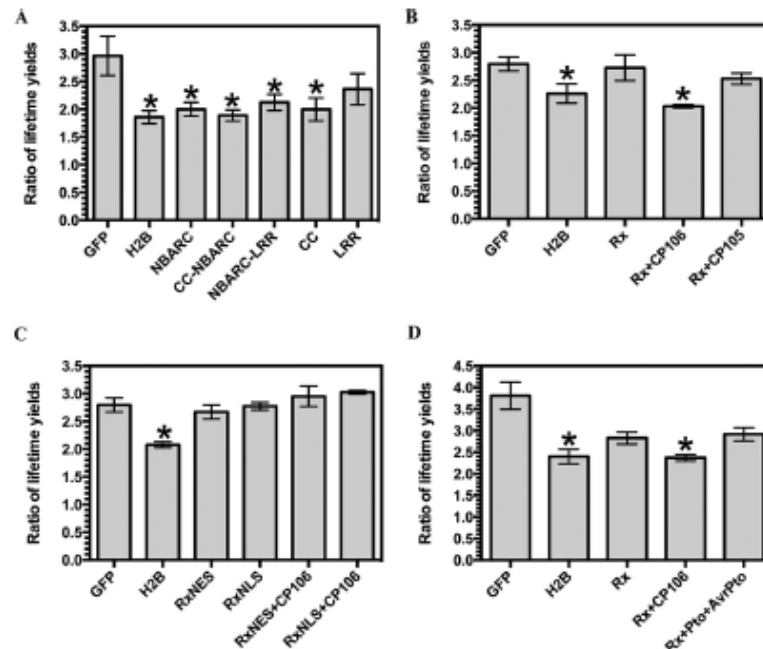 A
Ratio of lifetime yields
3.5
3.0
2.5
2.0
1.5
1.0
0.5
0.0
* * * * *
GFP
H2B
NBARC
CC-NBARC
NBARC-LRR
CC
LRR
B
Ratio of lifetime yields
3.5
3.0
2.5
2.0
1.5
1.0
0.5
0.0
* *
GFP
H2B
Rx
Rx+CP106
Rx+CP105
C
Ratio of lifetime yields
3.5
3.0
2.5
2.0
1.5
1.0
0.5
0.0
*
GFP
H2B
RxNES
RxNLS
RxNES+CP106
RxNLS+CP106
D
Ratio of lifetime yields
4.5
4.0
3.5
3.0
2.5
2.0
1.5
1.0
0.5
0.0
* *
GFP
H2B
Rx
Rx+CP106
Rx+Pto+AvrPto